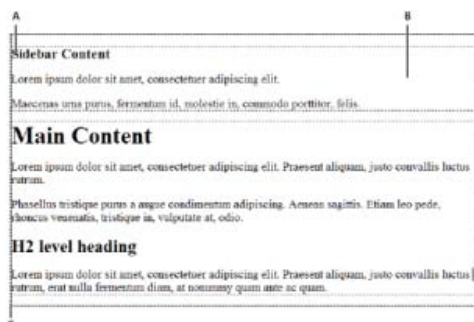 A
B
Sidebar Content
Lorem ipsum dolor sit amet, consectetuer adipiscing elit.
Maecenas urna purus, fermentum id, molestie in, commodo porttitor, felis.
Main Content
Lorem ipsum dolor sit amet, consectetuer adipiscing elit. Praesent aliquam, justo convallis luctus
rutrum.
Phasellus tristique purus a augue condimentum adipiscing. Aenean sagittis. Etiam leo pede,
rhoncus venenatis, tristique in, vulputate at, odio.
H2 level heading
Lorem ipsum dolor sit amet, consectetuer adipiscing elit. Praesent aliquam, justo convallis luctus
rutrum, erat nulla fermentum diam, at nonummy quam ante ac quam.